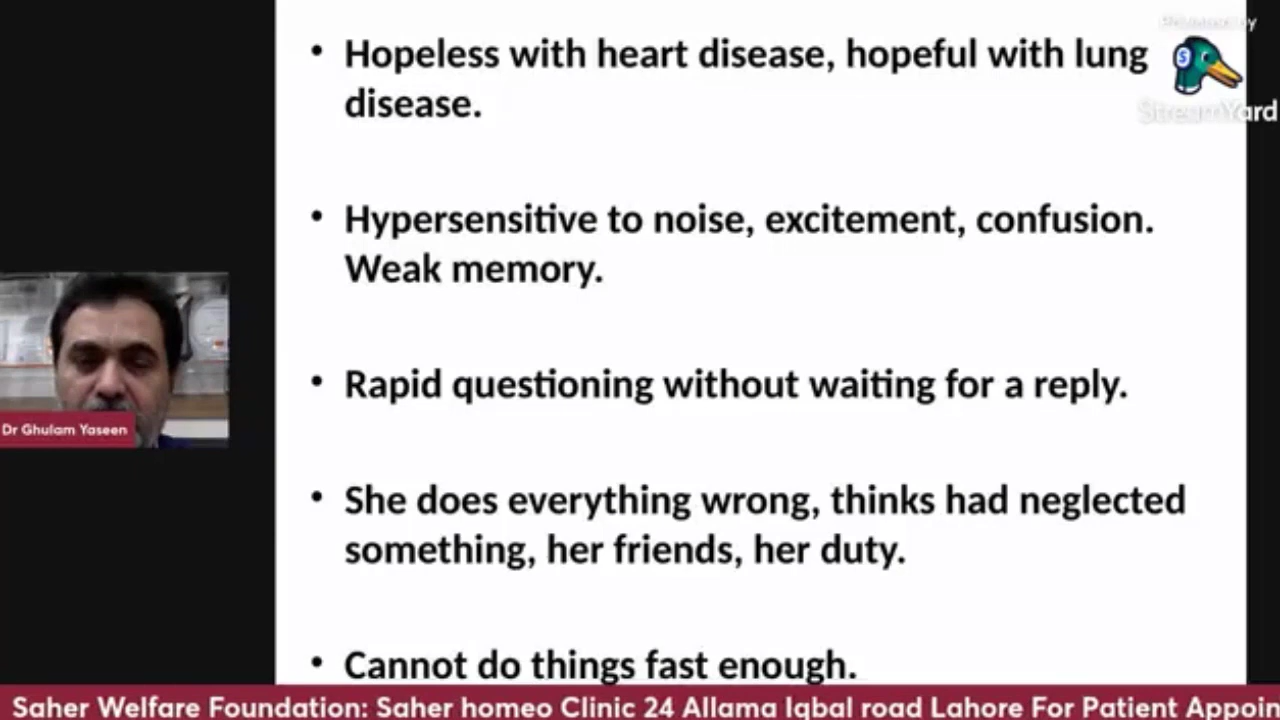 Powered by
StreamYard
• Hopeless with heart disease, hopeful with lung
disease.
• Hypersensitive to noise, excitement, confusion.
Weak memory.
• Rapid questioning without waiting for a reply.
• She does everything wrong, thinks had neglected
something, her friends, her duty.
• Cannot do things fast enough.
Dr Ghulam Yaseen
Saher Welfare Foundation: Saher homeo Clinic 24 Allama Iqbal road Lahore For Patient Appoin